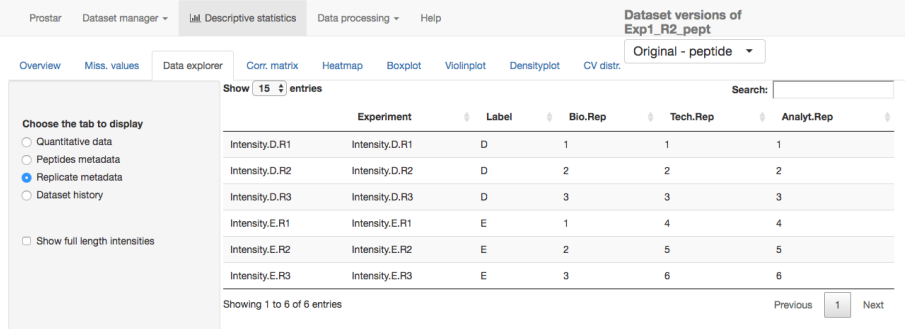 Prostar Dataset manager Descriptive statistics Data processing Help
Dataset versions of
Exp1_R2_pept
Original - peptide
Overview Miss. values Data explorer Corr. matrix Heatmap Boxplot Violinplot Densityplot CV distr.
Show 15 entries Search:
Choose the tab to display
Quantitative data
Peptides metadata
Replicate metadata
Dataset history
Show full length intensities
Experiment Label Bio.Rep Tech.Rep Analyt.Rep
Intensity.D.R1 Intensity.D.R1 D 1 1 1
Intensity.D.R2 Intensity.D.R2 D 2 2 2
Intensity.D.R3 Intensity.D.R3 D 3 3 3
Intensity.E.R1 Intensity.E.R1 E 1 4 4
Intensity.E.R2 Intensity.E.R2 E 2 5 5
Intensity.E.R3 Intensity.E.R3 E 3 6 6
Showing 1 to 6 of 6 entries Previous 1 Next